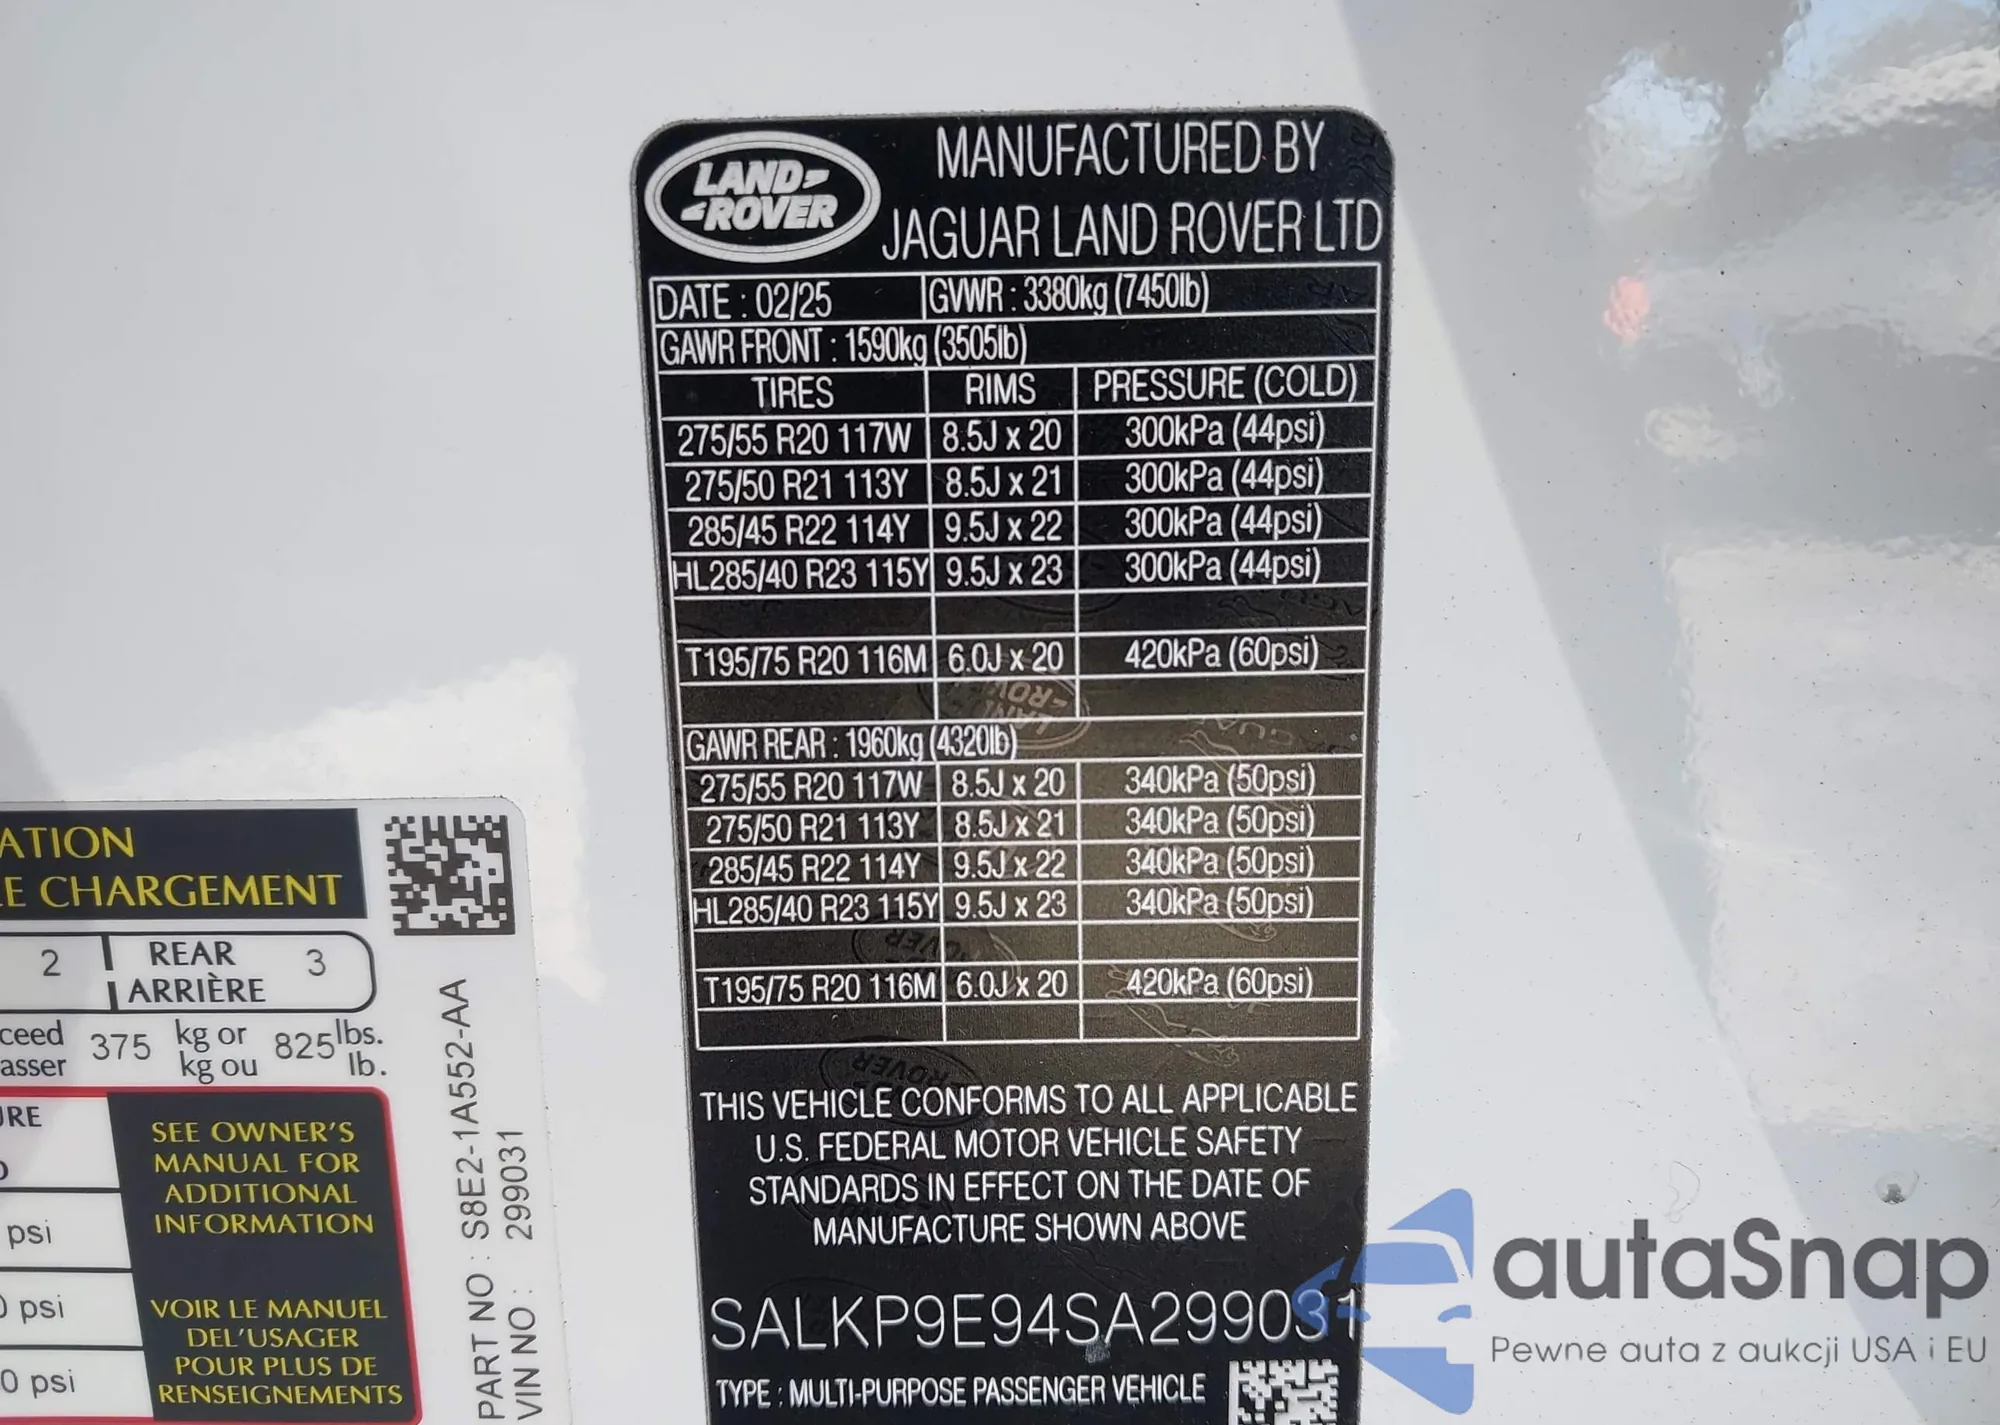 LAND
ROVER
MANUFACTURED BY
JAGUAR LAND ROVER LTD
DATE : 02/25 GVWR : 3380kg (7450lb)
GAWR FRONT : 1590kg (3505lb)
TIRES RIMS PRESSURE (COLD)
275/55 R20 117W 8.5J x 20 300kPa (44psi)
275/50 R21 113Y 8.5J x 21 300kPa (44psi)
285/45 R22 114Y 9.5J x 22 300kPa (44psi)
HL285/40 R23 115Y 9.5J x 23 300kPa (44psi)
T195/75 R20 116M 6.0J x 20 420kPa (60psi)
GAWR REAR : 1960kg (4320lb)
275/55 R20 117W 8.5J x 20 340kPa (50psi)
275/50 R21 113Y 8.5J x 21 340kPa (50psi)
285/45 R22 114Y 9.5J x 22 340kPa (50psi)
HL285/40 R23 115Y 9.5J x 23 340kPa (50psi)
T195/75 R20 116M 6.0J x 20 420kPa (60psi)
THIS VEHICLE CONFORMS TO ALL APPLICABLE
U.S. FEDERAL MOTOR VEHICLE SAFETY
STANDARDS IN EFFECT ON THE DATE OF
MANUFACTURE SHOWN ABOVE
SALKP9E94SA299031
TYPE : MULTI-PURPOSE PASSENGER VEHICLE
ATION
E CHARGEMENT
2 REAR 3
ARRIÈRE
ceed 375 kg or 825 lbs.
asser kg ou lb.
URE
SEE OWNER'S
MANUAL FOR
ADDITIONAL
INFORMATION
psi
0 psi
0 psi
VOIR LE MANUEL
DEL'USAGER
POUR PLUS DE
RENSEIGNEMENTS
PART NO : S8E2-1A552-AA
VIN NO : 299031
autaSnap
Pewne auta z aukcji USA i EU